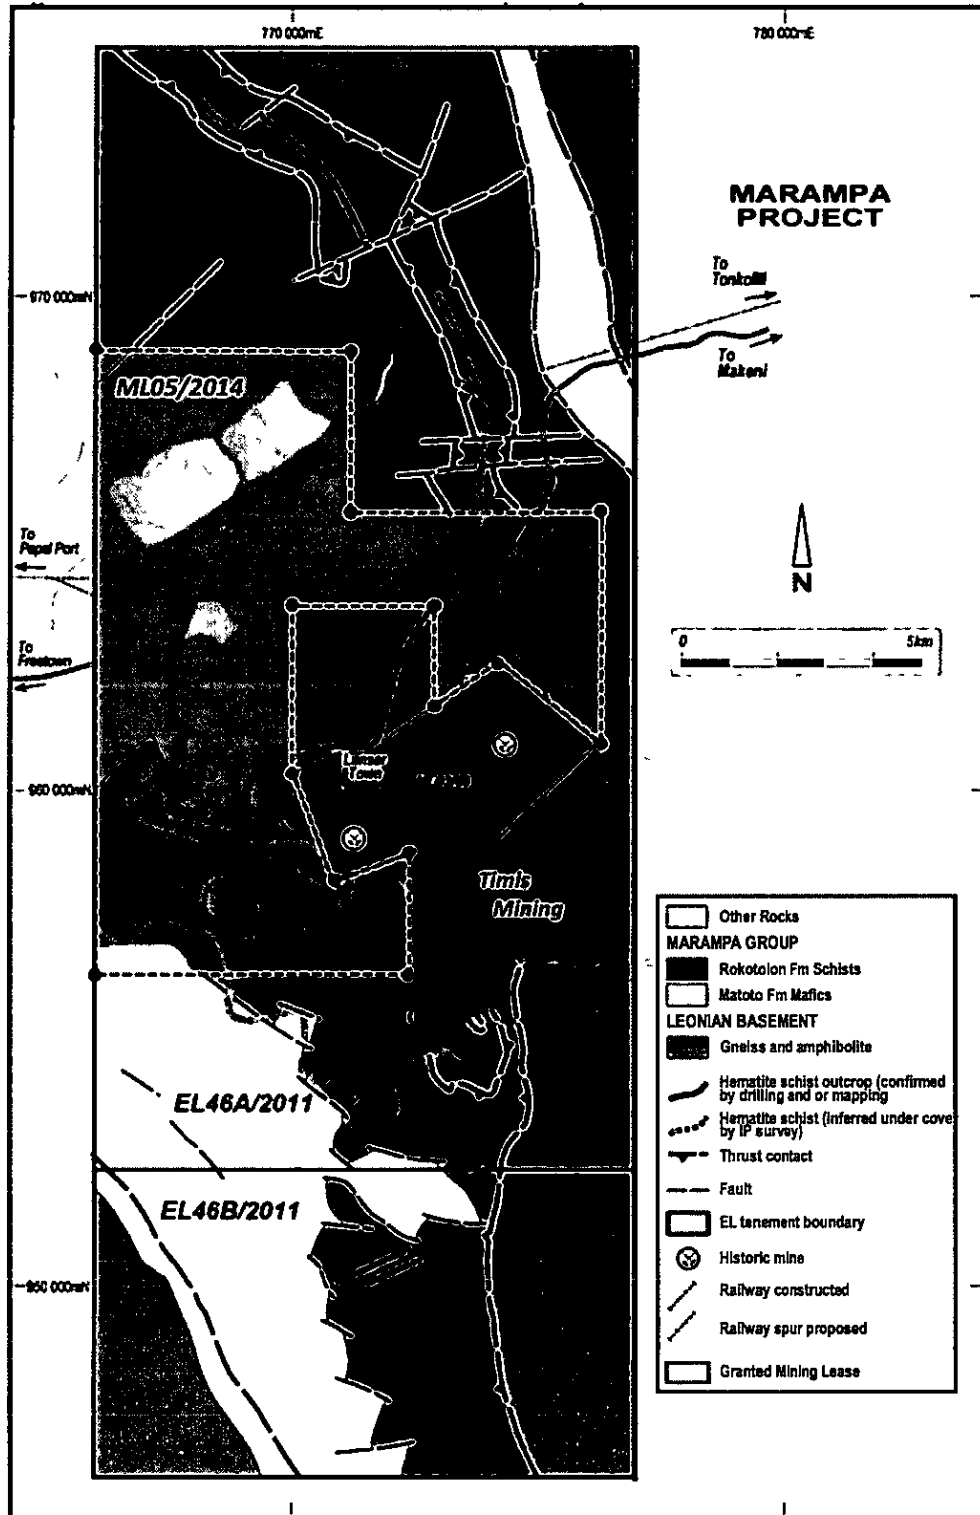 770 000mE
780 000mE
MARAMPA
PROJECT
To
970 000mN
To
Makeni
ML05/2014
To
Pepel Port
N
To
Freetown
0
5km
Lunsar
Town
960 000mN
Timis
Mining
Other Rocks
MARAMPA GROUP
Rokotolon Fm Schists
Matoto Fm Mafics
LEONIAN BASEMENT
Gneiss and amphibolite
Hematite schist outcrop (confirmed
by drilling and or mapping
Hematite schist (inferred under cove
by IP survey)
Thrust contact
Fault
EL tenement boundary
Historic mine
Railway constructed
Railway spur proposed
Granted Mining Lease
EL46A/2011
EL46B/2011
950 000mN